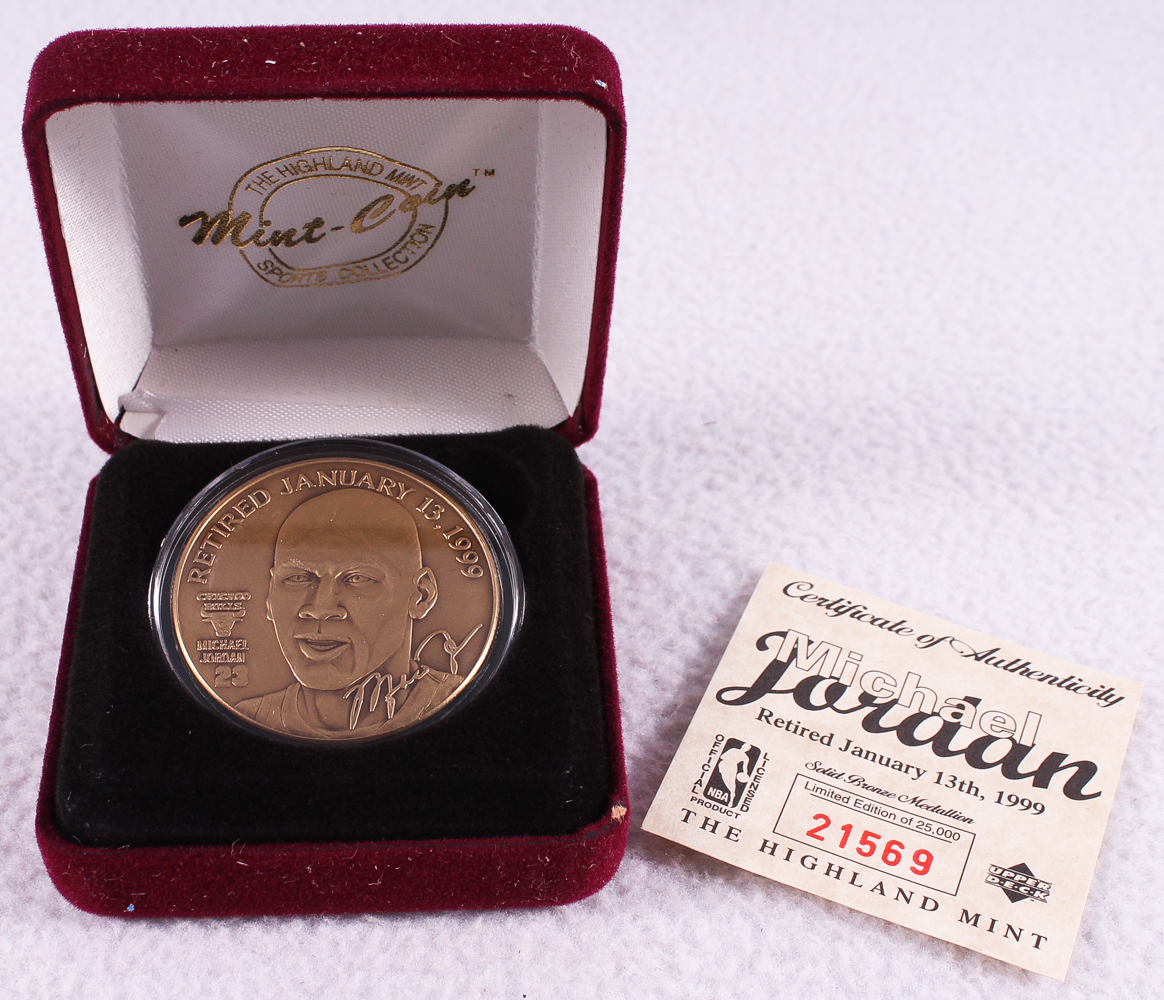 THE HIGHLAND MINT
Mint-Coin™
SPORTS COLLECTION
RETIRED JANUARY 13, 1999
CHICAGO
BULLS
MICHAEL
JORDAN
23
Certificate of Authenticity
Michael
Jordan
Retired January 13th, 1999
OFFICIAL LICENSED
NBA
PRODUCT
Solid Bronze Medallion
Limited Edition of 25,000
21569
UPPER
D.E.C.K
THE HIGHLAND MINT